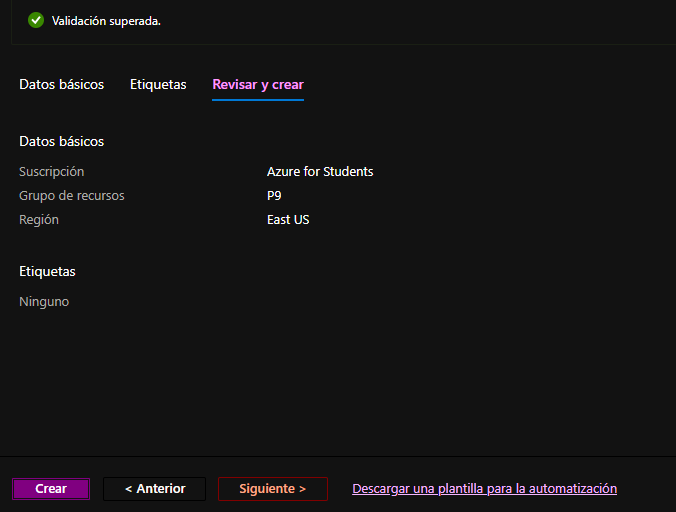 Validación superada.
Datos básicos Etiquetas Revisar y crear
Datos básicos
Suscripción Azure for Students
Grupo de recursos P9
Región East US
Etiquetas
Ninguno
Crear < Anterior Siguiente > Descargar una plantilla para la automatización